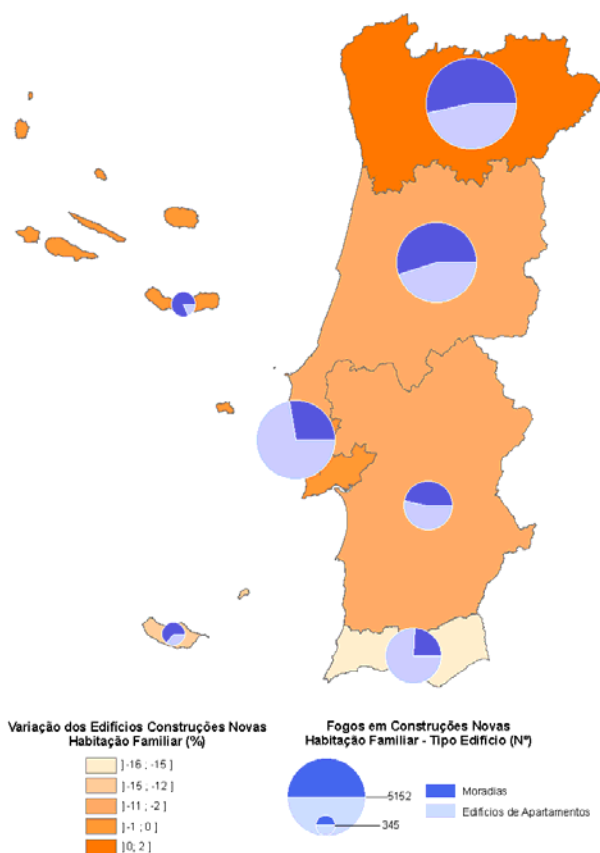 Variação dos Edifícios Construções Novas
Habitação Familiar (%)
]-16 ; -15 ]
]-15 ; -12 ]
]-11 ; -2 ]
]-1 ; 0 ]
]0; 2 ]
Fogos em Construções Novas
Habitação Familiar - Tipo Edifício (Nº)
5152
345
Moradias
Edifícios de Apartamentos